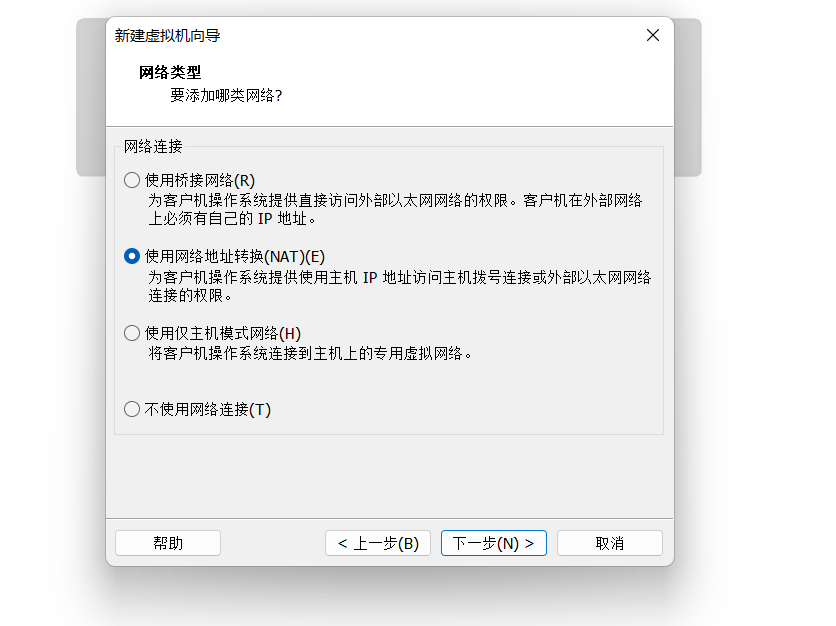 新建虚拟机向导
网络类型
要添加哪类网络?
网络连接
使用桥接网络(R)
为客户机操作系统提供直接访问外部以太网网络的权限。客户机在外部网络
上必须有自己的 IP 地址。
使用网络地址转换(NAT)(E)
为客户机操作系统提供使用主机 IP 地址访问主机拨号连接或外部以太网网络
连接的权限。
使用仅主机模式网络(H)
将客户机操作系统连接到主机上的专用虚拟网络。
不使用网络连接(T)
帮助
< 上一步(B)
下一步(N) >
取消